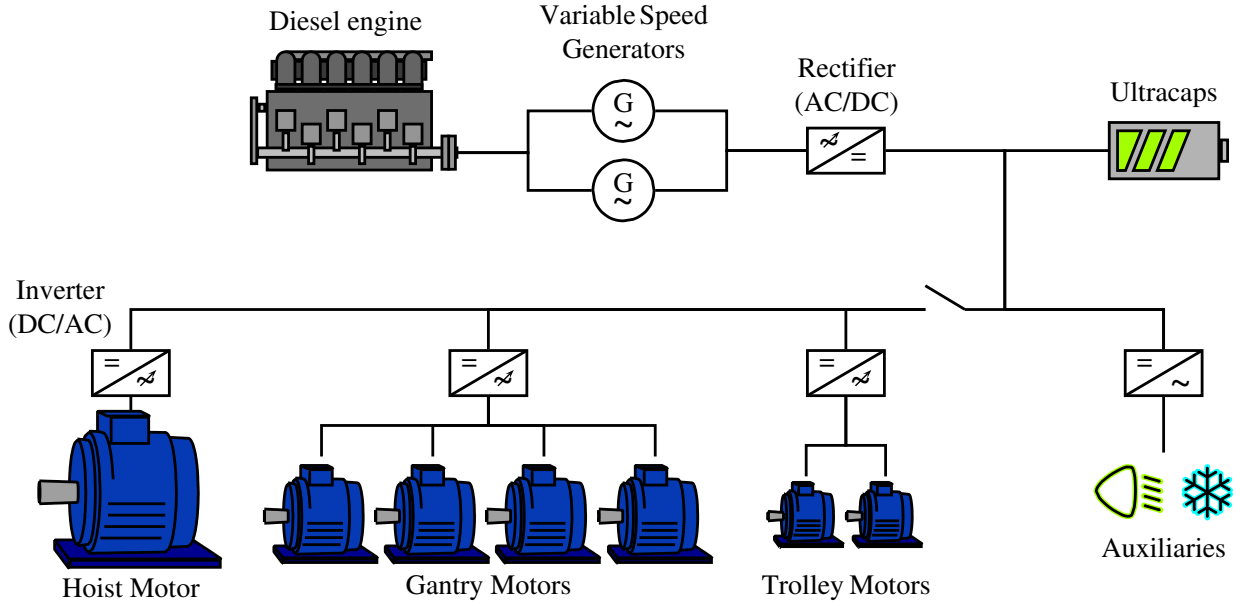 Diesel engine
Variable Speed
Generators
Rectifier
(AC/DC)
Ultracaps
G
~
G
~
=
Inverter
(DC/AC)
=
=
=
=
~
Hoist Motor
Gantry Motors
Trolley Motors
Auxiliaries